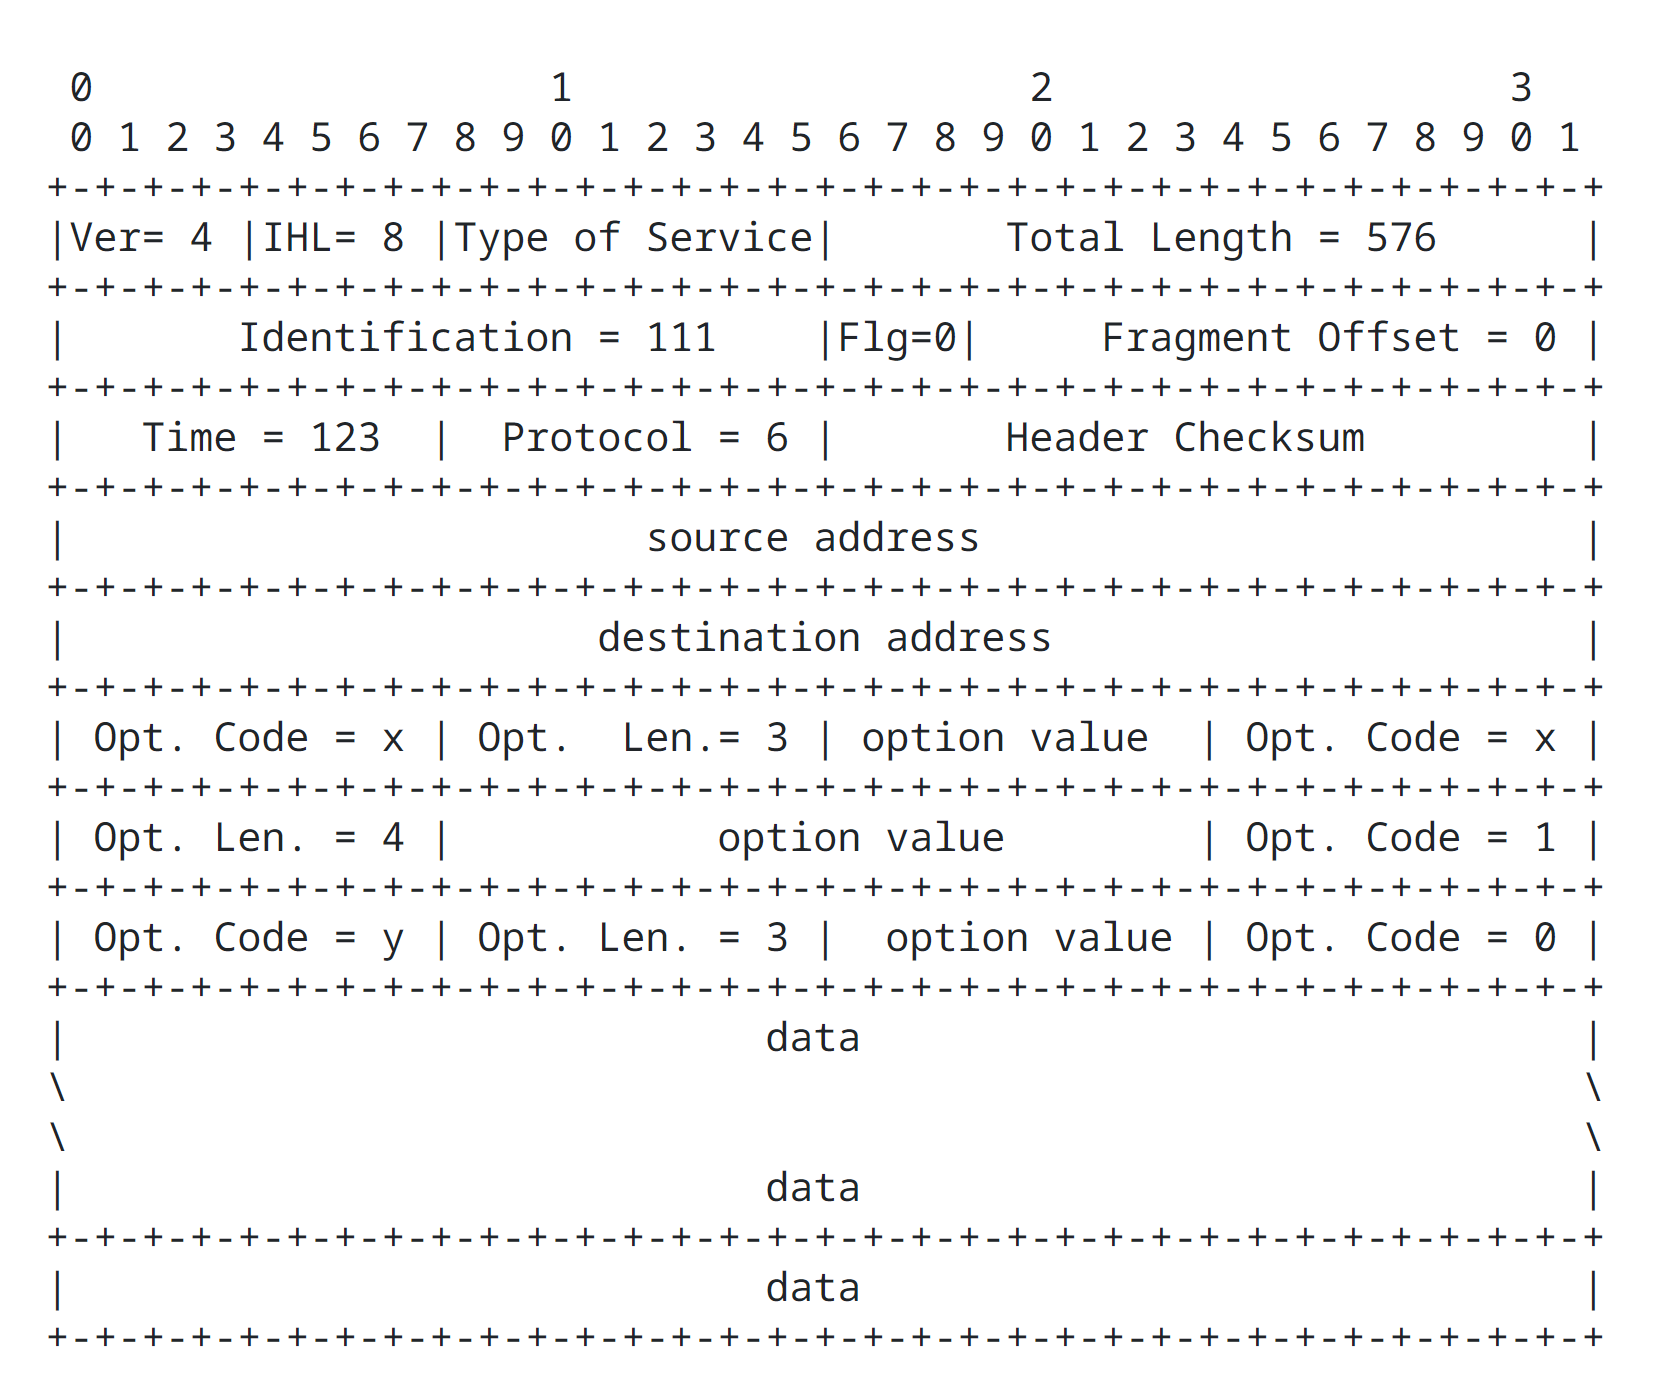 0                   1                   2                   3
 0 1 2 3 4 5 6 7 8 9 0 1 2 3 4 5 6 7 8 9 0 1 2 3 4 5 6 7 8 9 0 1
+-+-+-+-+-+-+-+-+-+-+-+-+-+-+-+-+-+-+-+-+-+-+-+-+-+-+-+-+-+-+-+-+
|Ver= 4 |IHL= 8 |Type of Service|       Total Length = 576      |
+-+-+-+-+-+-+-+-+-+-+-+-+-+-+-+-+-+-+-+-+-+-+-+-+-+-+-+-+-+-+-+-+
|       Identification = 111    |Flg=0|     Fragment Offset = 0 |
+-+-+-+-+-+-+-+-+-+-+-+-+-+-+-+-+-+-+-+-+-+-+-+-+-+-+-+-+-+-+-+-+
|   Time = 123  |  Protocol = 6 |       Header Checksum         |
+-+-+-+-+-+-+-+-+-+-+-+-+-+-+-+-+-+-+-+-+-+-+-+-+-+-+-+-+-+-+-+-+
|                        source address                         |
+-+-+-+-+-+-+-+-+-+-+-+-+-+-+-+-+-+-+-+-+-+-+-+-+-+-+-+-+-+-+-+-+
|                      destination address                      |
+-+-+-+-+-+-+-+-+-+-+-+-+-+-+-+-+-+-+-+-+-+-+-+-+-+-+-+-+-+-+-+-+
| Opt. Code = x | Opt.  Len.= 3 | option value  | Opt. Code = x |
+-+-+-+-+-+-+-+-+-+-+-+-+-+-+-+-+-+-+-+-+-+-+-+-+-+-+-+-+-+-+-+-+
| Opt. Len. = 4 |           option value        | Opt. Code = 1 |
+-+-+-+-+-+-+-+-+-+-+-+-+-+-+-+-+-+-+-+-+-+-+-+-+-+-+-+-+-+-+-+-+
| Opt. Code = y | Opt. Len. = 3 |  option value | Opt. Code = 0 |
+-+-+-+-+-+-+-+-+-+-+-+-+-+-+-+-+-+-+-+-+-+-+-+-+-+-+-+-+-+-+-+-+
|                             data                              |
\                                                               \
\                                                               \
|                             data                              |
+-+-+-+-+-+-+-+-+-+-+-+-+-+-+-+-+-+-+-+-+-+-+-+-+-+-+-+-+-+-+-+-+
|                             data                              |
+-+-+-+-+-+-+-+-+-+-+-+-+-+-+-+-+-+-+-+-+-+-+-+-+-+-+-+-+-+-+-+-+